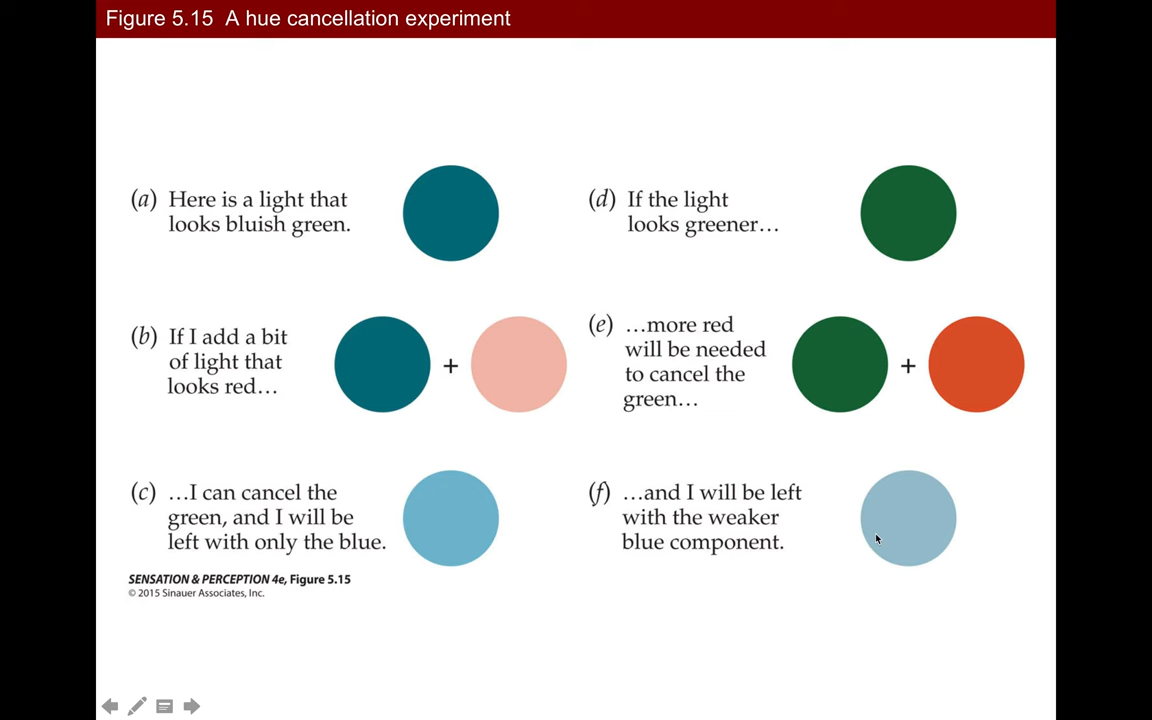 Figure 5.15 A hue cancellation experiment
(a) Here is a light that
looks bluish green.
(b) If I add a bit
of light that
looks red…
+
(c) …I can cancel the
green, and I will be
left with only the blue.
(d) If the light
looks greener…
(e) …more red
will be needed
to cancel the
green…
+
(f) …and I will be left
with the weaker
blue component.
SENSATION & PERCEPTION 4e, Figure 5.15
© 2015 Sinauer Associates, Inc.